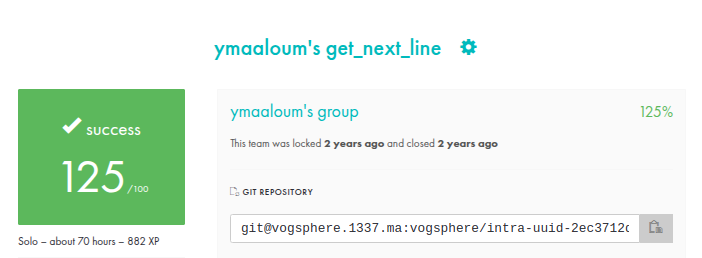 ymaaloum's get_next_line
success
125 /100
Solo – about 70 hours – 882 XP
ymaaloum's group 125%
This team was locked 2 years ago and closed 2 years ago
GIT REPOSITORY
git@vogsphere.1337.ma:vogsphere/intra-uuid-2ec3712